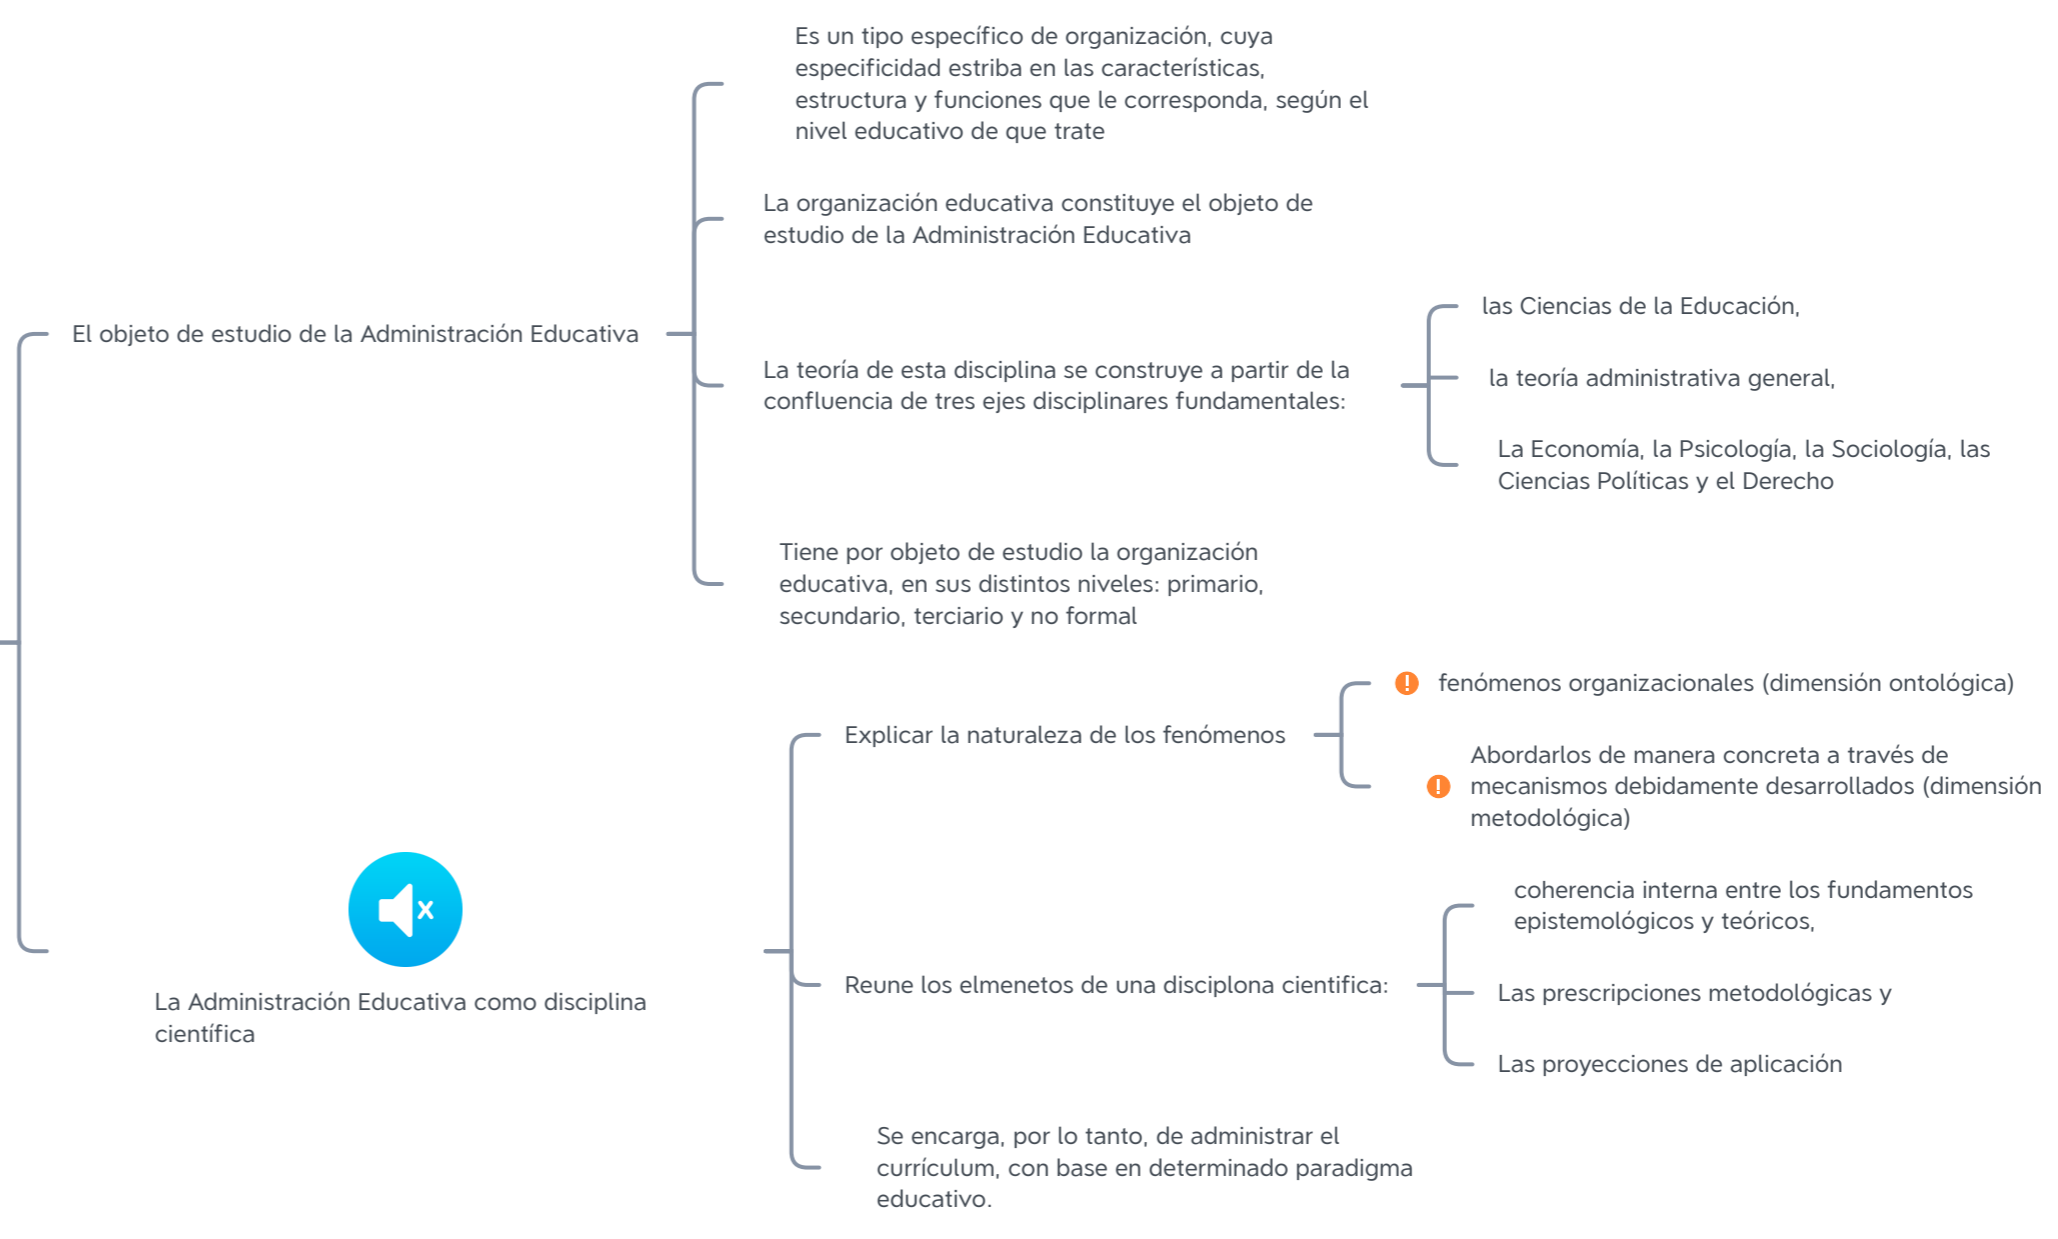 Es un tipo específico de organización, cuya
especificidad estriba en las características,
estructura y funciones que le corresponda, según el
nivel educativo de que trate
La organización educativa constituye el objeto de
estudio de la Administración Educativa
El objeto de estudio de la Administración Educativa
La teoría de esta disciplina se construye a partir de la
confluencia de tres ejes disciplinares fundamentales:
las Ciencias de la Educación,
la teoría administrativa general,
La Economía, la Psicología, la Sociología, las
Ciencias Políticas y el Derecho
Tiene por objeto de estudio la organización
educativa, en sus distintos niveles: primario,
secundario, terciario y no formal
Explicar la naturaleza de los fenómenos
fenómenos organizacionales (dimensión ontológica)
Abordarlos de manera concreta a través de
mecanismos debidamente desarrollados (dimensión
metodológica)
La Administración Educativa como disciplina
científica
Reune los elmenetos de una disciplona cientifica:
coherencia interna entre los fundamentos
epistemológicos y teóricos,
Las prescripciones metodológicas y
Las proyecciones de aplicación
Se encarga, por lo tanto, de administrar el
currículum, con base en determinado paradigma
educativo.